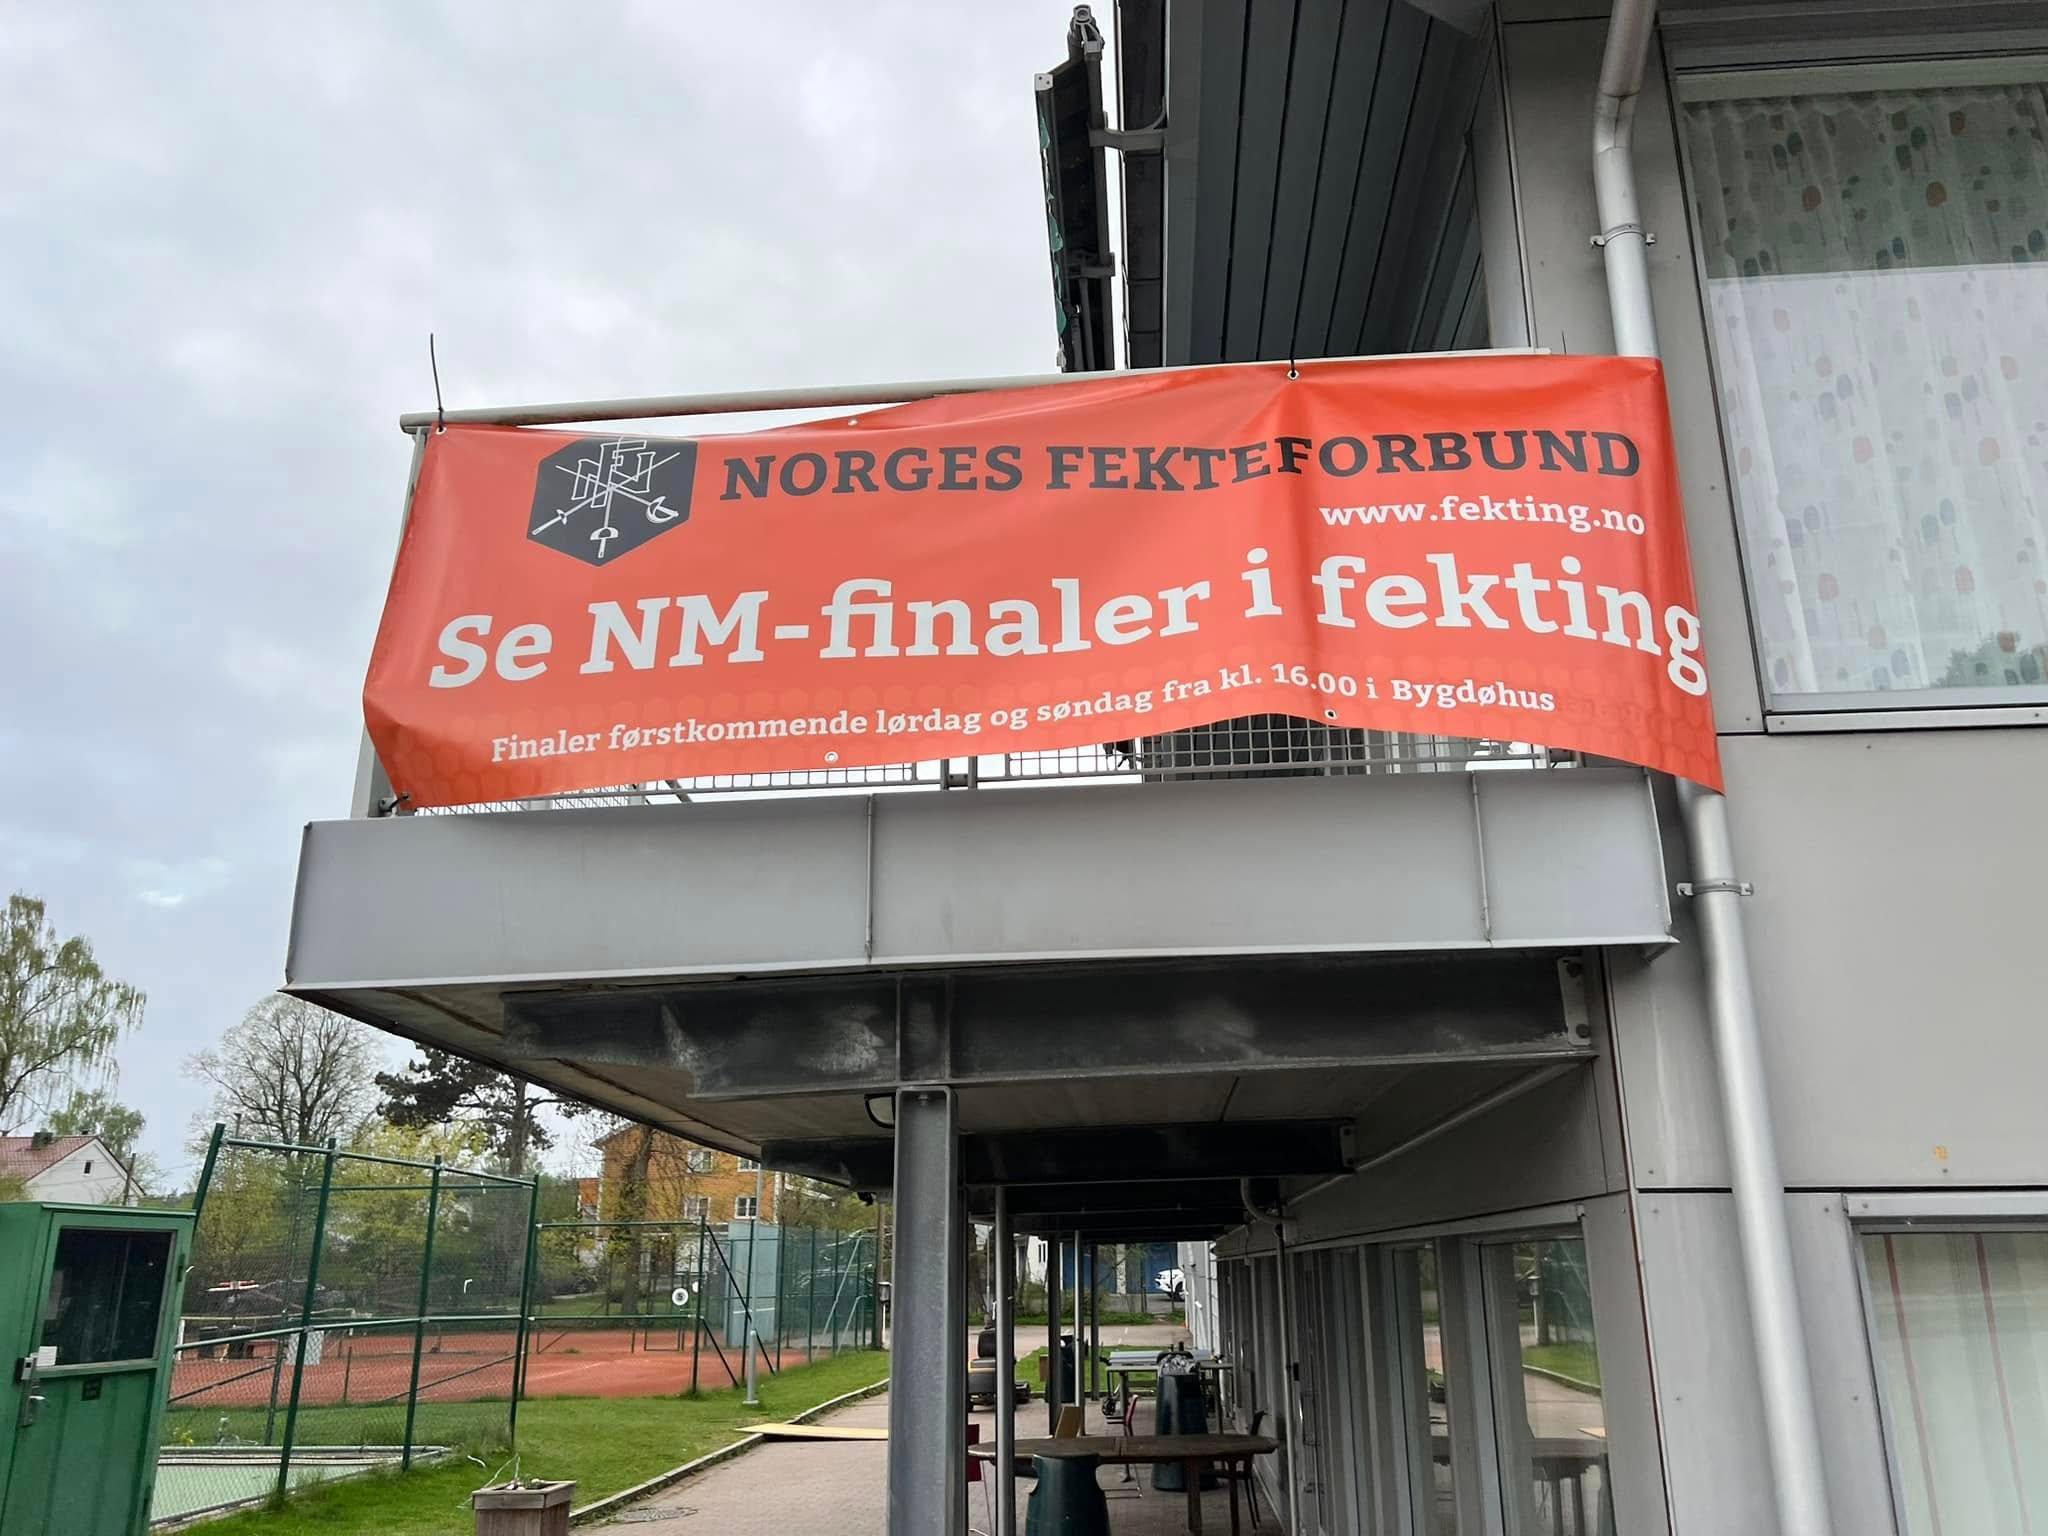 NFF
NORGES FEKTEFORBUND
www.fekting.no
Se NM-finaler i fekting
Finaler førstkommende lørdag og søndag fra kl. 16.00 i Bygdøhus